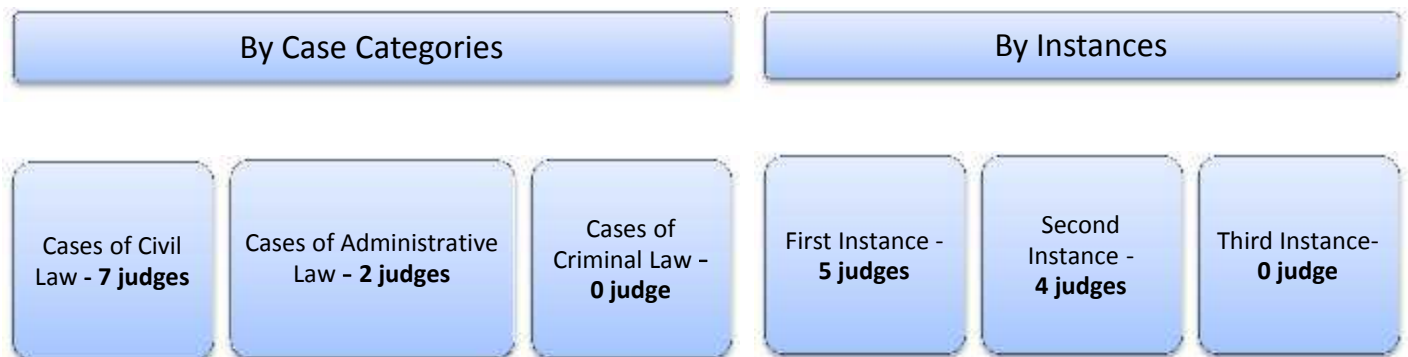 By Case Categories
By Instances
Cases of Civil
Law - 7 judges
Cases of Administrative
Law – 2 judges
Cases of
Criminal Law –
0 judge
First Instance -
5 judges
Second
Instance -
4 judges
Third Instance-
0 judge